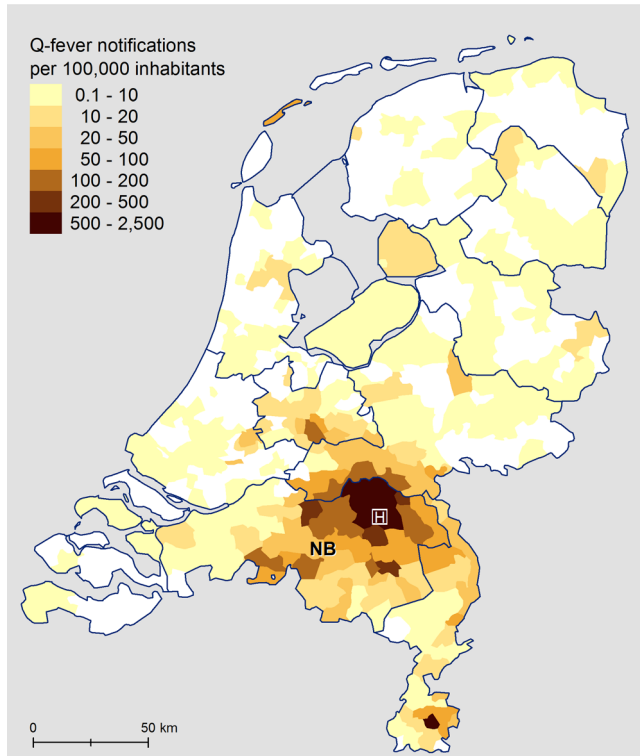 Q-fever notifications
per 100,000 inhabitants
0.1 - 10
10 - 20
20 - 50
50 - 100
100 - 200
200 - 500
500 - 2,500
H
NB
0 50 km